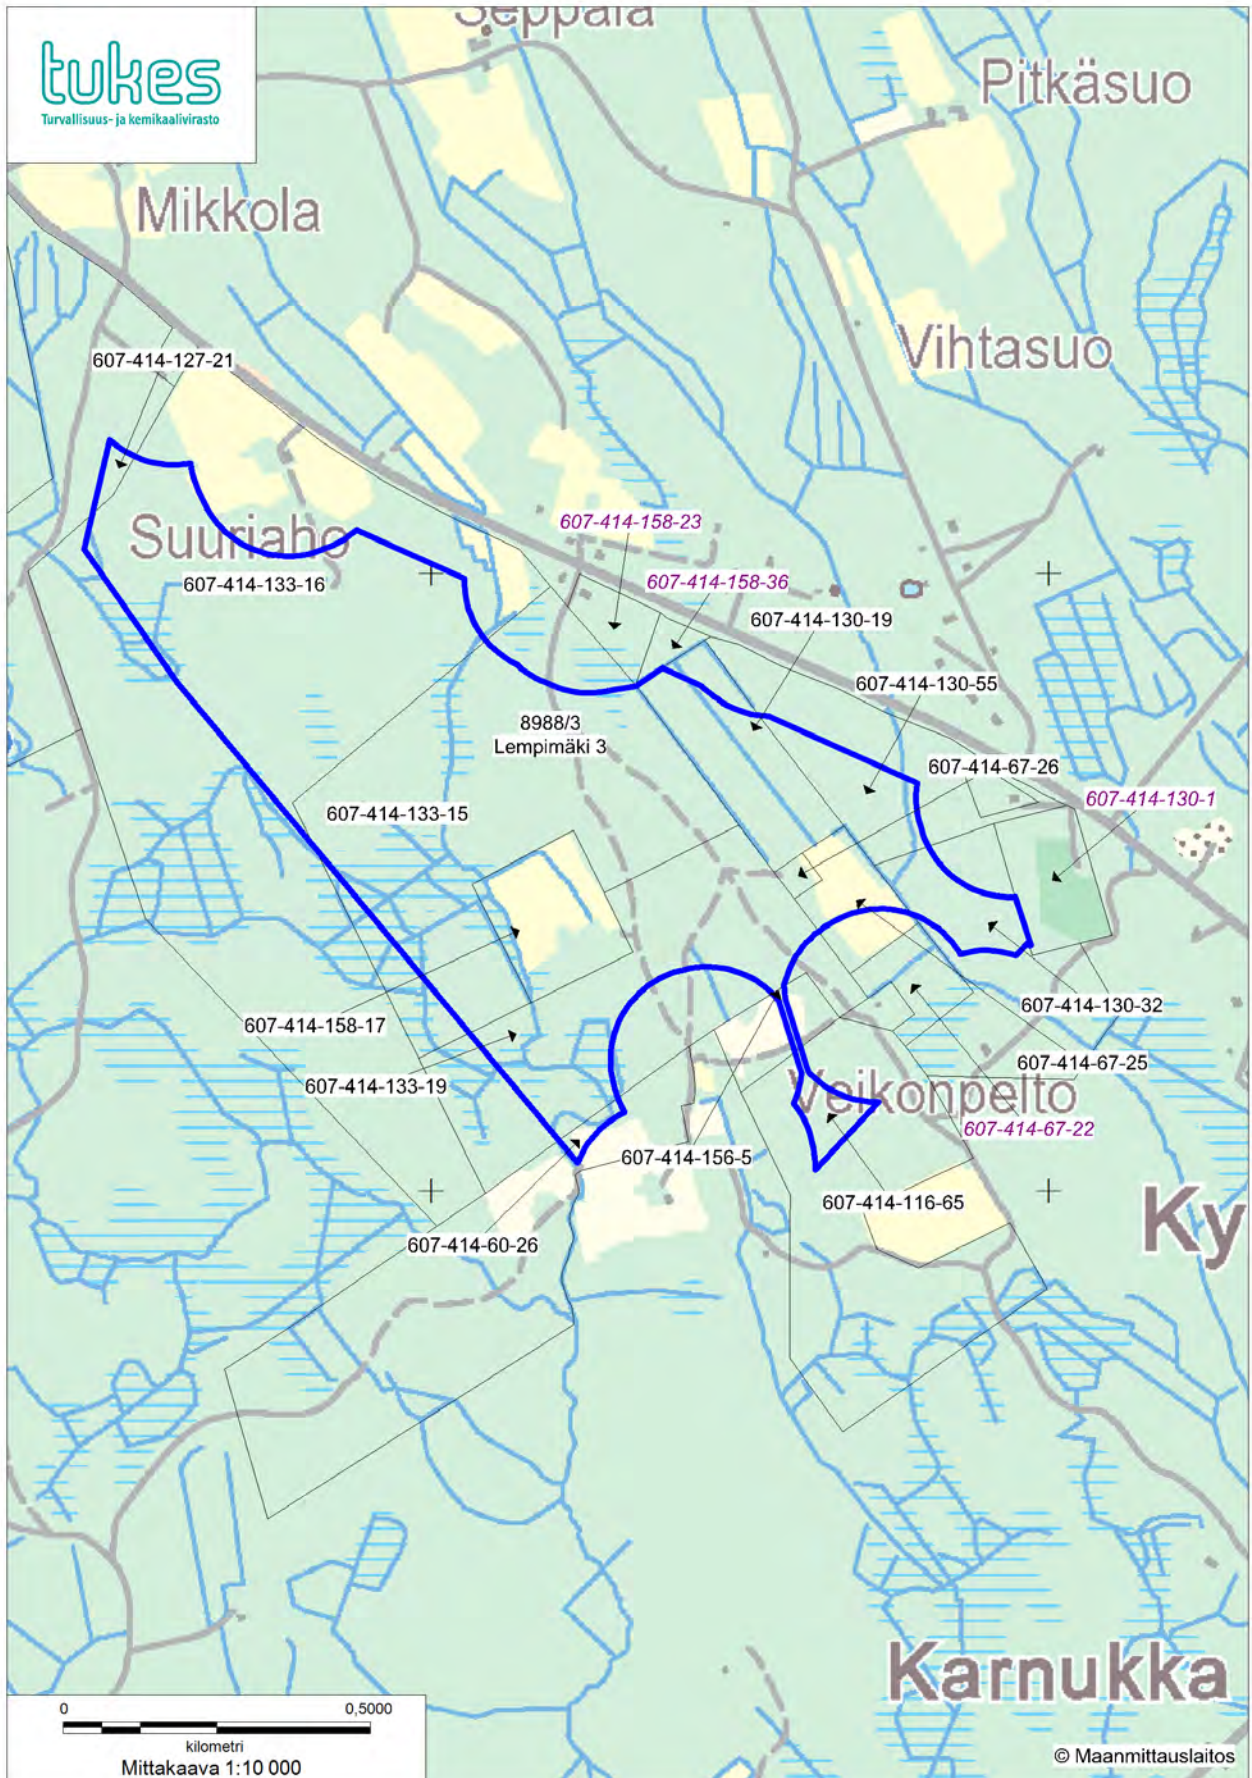 Seppälä
tukes
Turvallisuus- ja kemikaalivirasto
Pitkäsuo
Mikkola
Vihtasuo
607-414-127-21
607-414-158-23
Suuriaho
607-414-133-16
607-414-158-36
607-414-130-19
607-414-130-55
8988/3
Lempimäki 3
607-414-67-26
607-414-130-1
607-414-133-15
607-414-130-32
607-414-158-17
607-414-67-25
607-414-133-19
Veikonpelto
607-414-67-22
607-414-156-5
607-414-116-65
Ky
607-414-60-26
Karnukka
0 0,5000
kilometri
Mittakaava 1:10 000
© Maanmittauslaitos